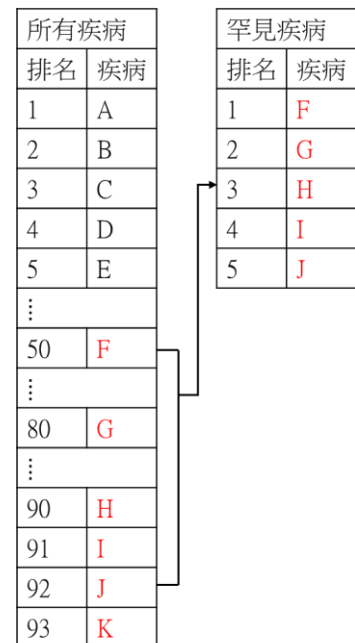 所有疾病
排名 疾病
1 A
2 B
3 C
4 D
5 E
⋮
50 F
⋮
80 G
⋮
90 H
91 I
92 J
93 K
罕見疾病
排名 疾病
1 F
2 G
3 H
4 I
5 J